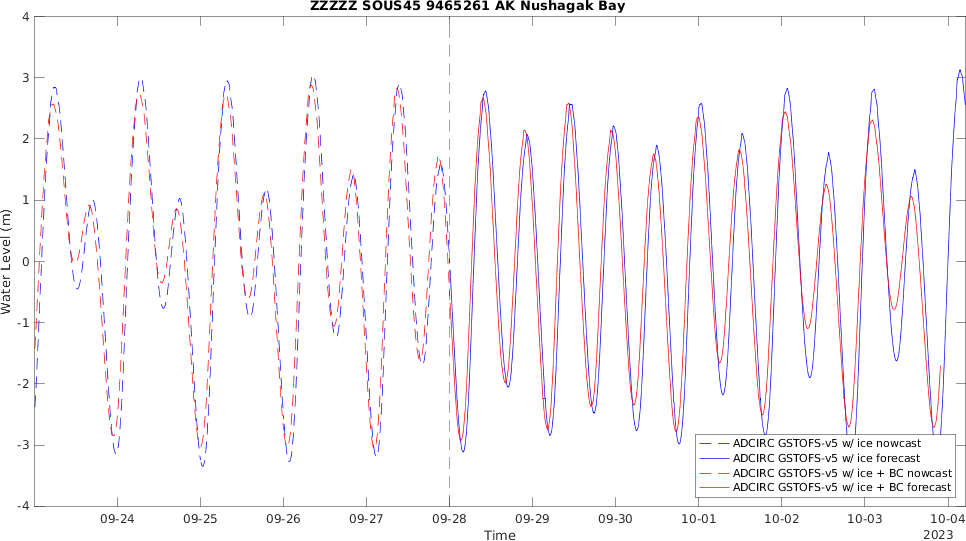 ZZZZZ SOUS45 9465261 AK Nushagak Bay
Water Level (m)
4
3
2
1
0
-1
-2
-3
-4
ADCIRC GSTOFS-v5 w/ ice nowcast
ADCIRC GSTOFS-v5 w/ ice forecast
ADCIRC GSTOFS-v5 w/ ice + BC nowcast
ADCIRC GSTOFS-v5 w/ ice + BC forecast
09-24 09-25 09-26 09-27 09-28 09-29 09-30 10-01 10-02 10-03 10-04
Time
2023